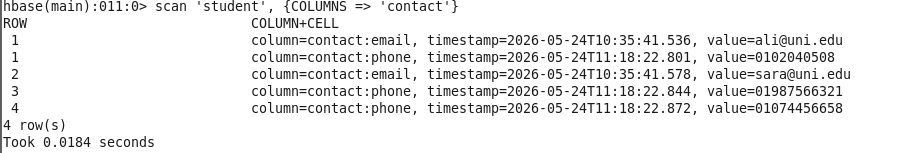 hbase(main):011:0> scan 'student', {COLUMNS => 'contact'}
ROW                            COLUMN+CELL
 1                             column=contact:email, timestamp=2026-05-24T10:35:41.536, value=ali@uni.edu
 1                             column=contact:phone, timestamp=2026-05-24T11:18:22.801, value=0102040508
 2                             column=contact:email, timestamp=2026-05-24T10:35:41.578, value=sara@uni.edu
 3                             column=contact:phone, timestamp=2026-05-24T11:18:22.844, value=01987566321
 4                             column=contact:phone, timestamp=2026-05-24T11:18:22.872, value=01074456658
4 row(s)
Took 0.0184 seconds